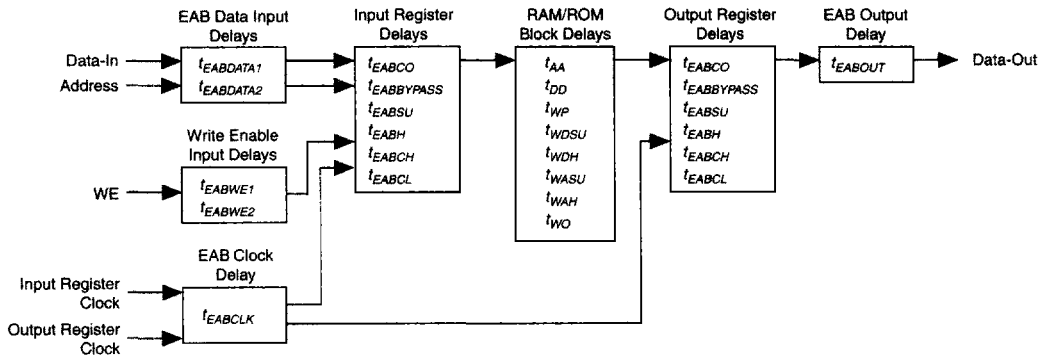 EAB Data Input
Delays
Data-In
Address
tEABDATA1
tEABDATA2
Write Enable
Input Delays
WE
tEABWE1
tEABWE2
EAB Clock
Delay
Input Register
Clock
Output Register
Clock
tEABCLK
Input Register
Delays
tEABCO
tEABBYPASS
tEABSU
tEABH
tEABCH
tEABCL
RAM/ROM
Block Delays
tAA
tDD
tWP
tWDSU
tWDH
tWASU
tWAH
tWO
Output Register
Delays
tEABCO
tEABBYPASS
tEABSU
tEABH
tEABCH
tEABCL
EAB Output
Delay
tEABOUT
Data-Out